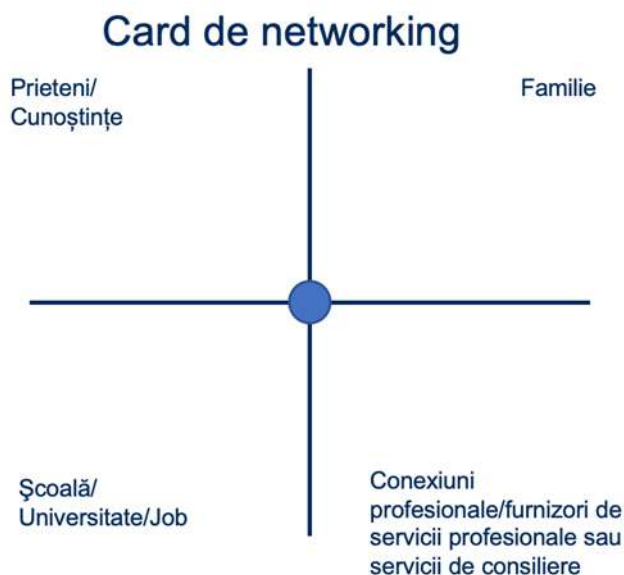 Card de networking
Prieteni/
Cunoștințe
Familie
Şcoală/
Universitate/Job
Conexiuni
profesionale/furnizori de
servicii profesionale sau
servicii de consiliere